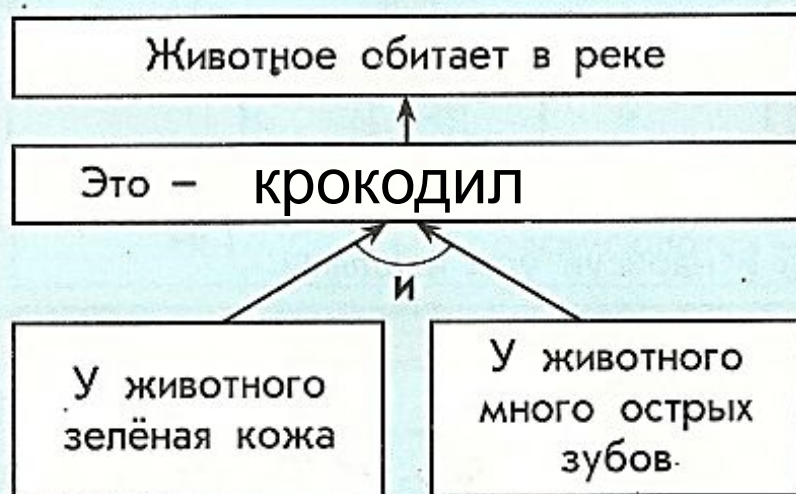 Животное обитает в реке
Это – крокодил
и
У животного
зелёная кожа
У животного
много острых
зубов